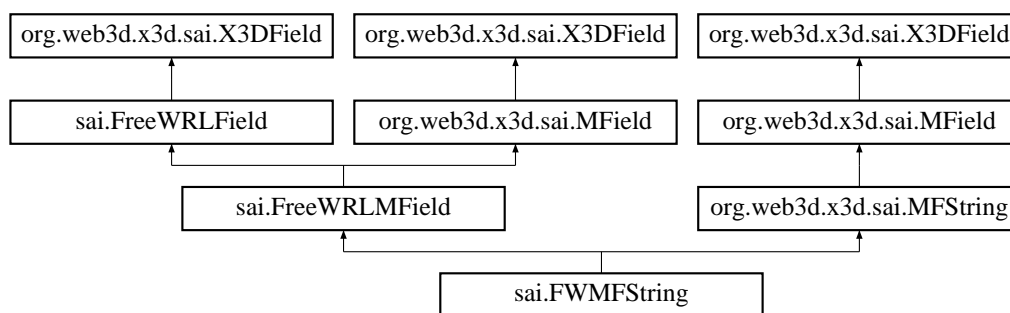 org.web3d.x3d.sai.X3DField
org.web3d.x3d.sai.X3DField
org.web3d.x3d.sai.X3DField
sai.FreeWRLField
org.web3d.x3d.sai.MField
org.web3d.x3d.sai.MField
sai.FreeWRLMField
org.web3d.x3d.sai.MFString
sai.FWMFString